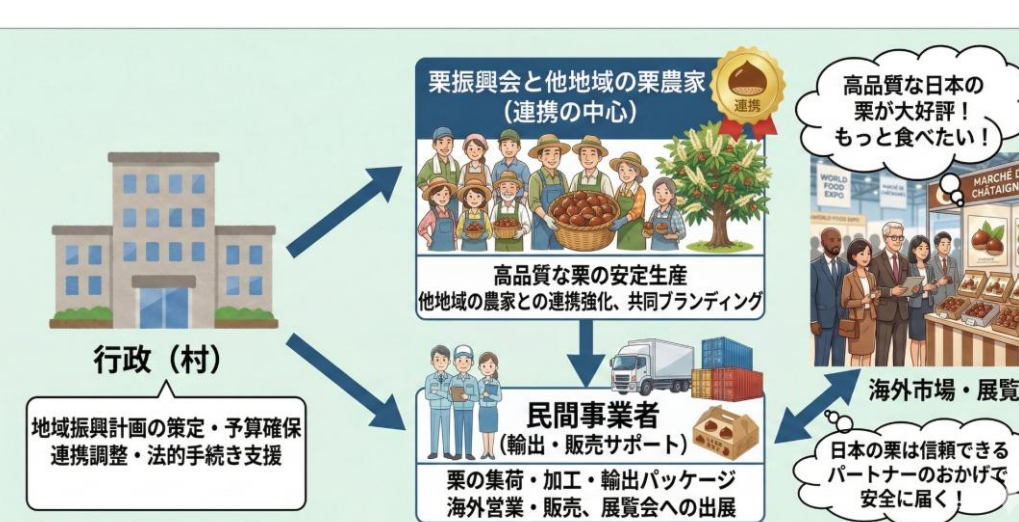 行政（村）
地域振興計画の策定・予算確保
連携調整・法的手続き支援
栗振興会と他地域の栗農家
（連携の中心）
連携
高品質な栗の安定生産
他地域の農家との連携強化、共同ブランディング
民間事業者
（輸出・販売サポート）
栗の集荷・加工・輸出パッケージ
海外営業・販売、展覧会への出展
高品質な日本の
栗が大好評！
もっと食べたい！
WORLD
FOOD
EXPO
WORLD FOOD EXPO
MARCHÉ D
CHÂTAIGN
海外市場・展覧
日本の栗は信頼できる
パートナーのおかげで
安全に届く！